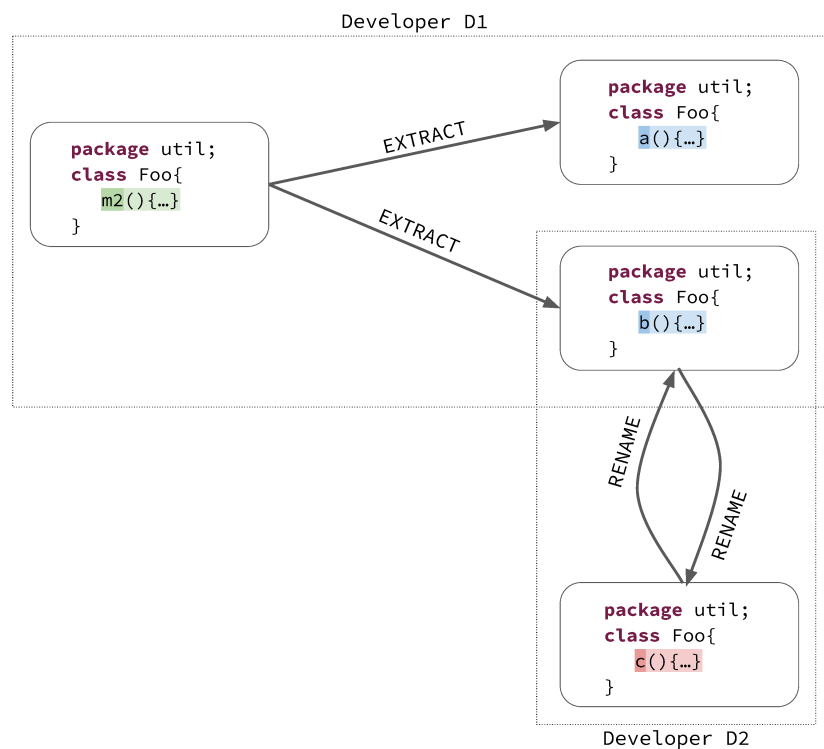 Developer D1
package util;
class Foo{
m2(){…}
}
EXTRACT
EXTRACT
package util;
class Foo{
a(){…}
}
package util;
class Foo{
b(){…}
}
RENAME
RENAME
package util;
class Foo{
c(){…}
}
Developer D2